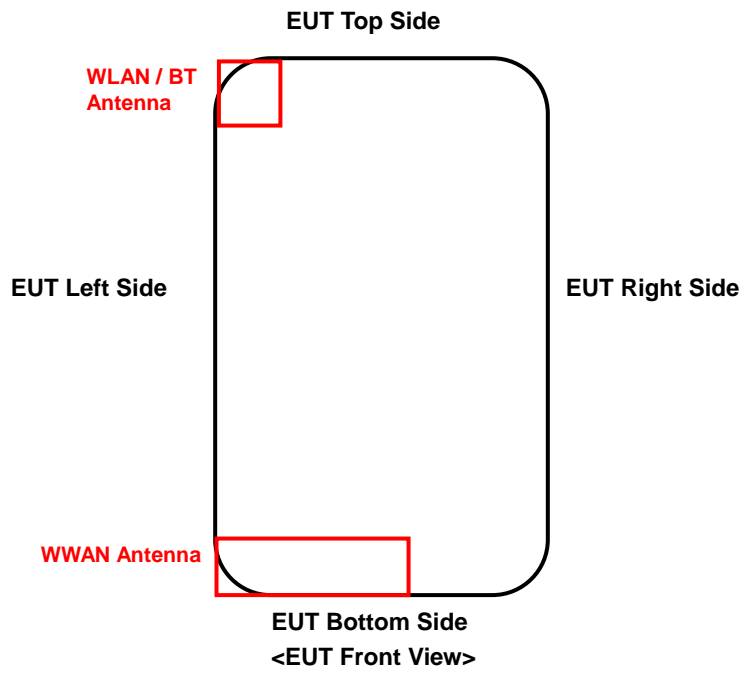 EUT Top Side
WLAN / BT
Antenna
EUT Left Side
EUT Right Side
WWAN Antenna
EUT Bottom Side
<EUT Front View>